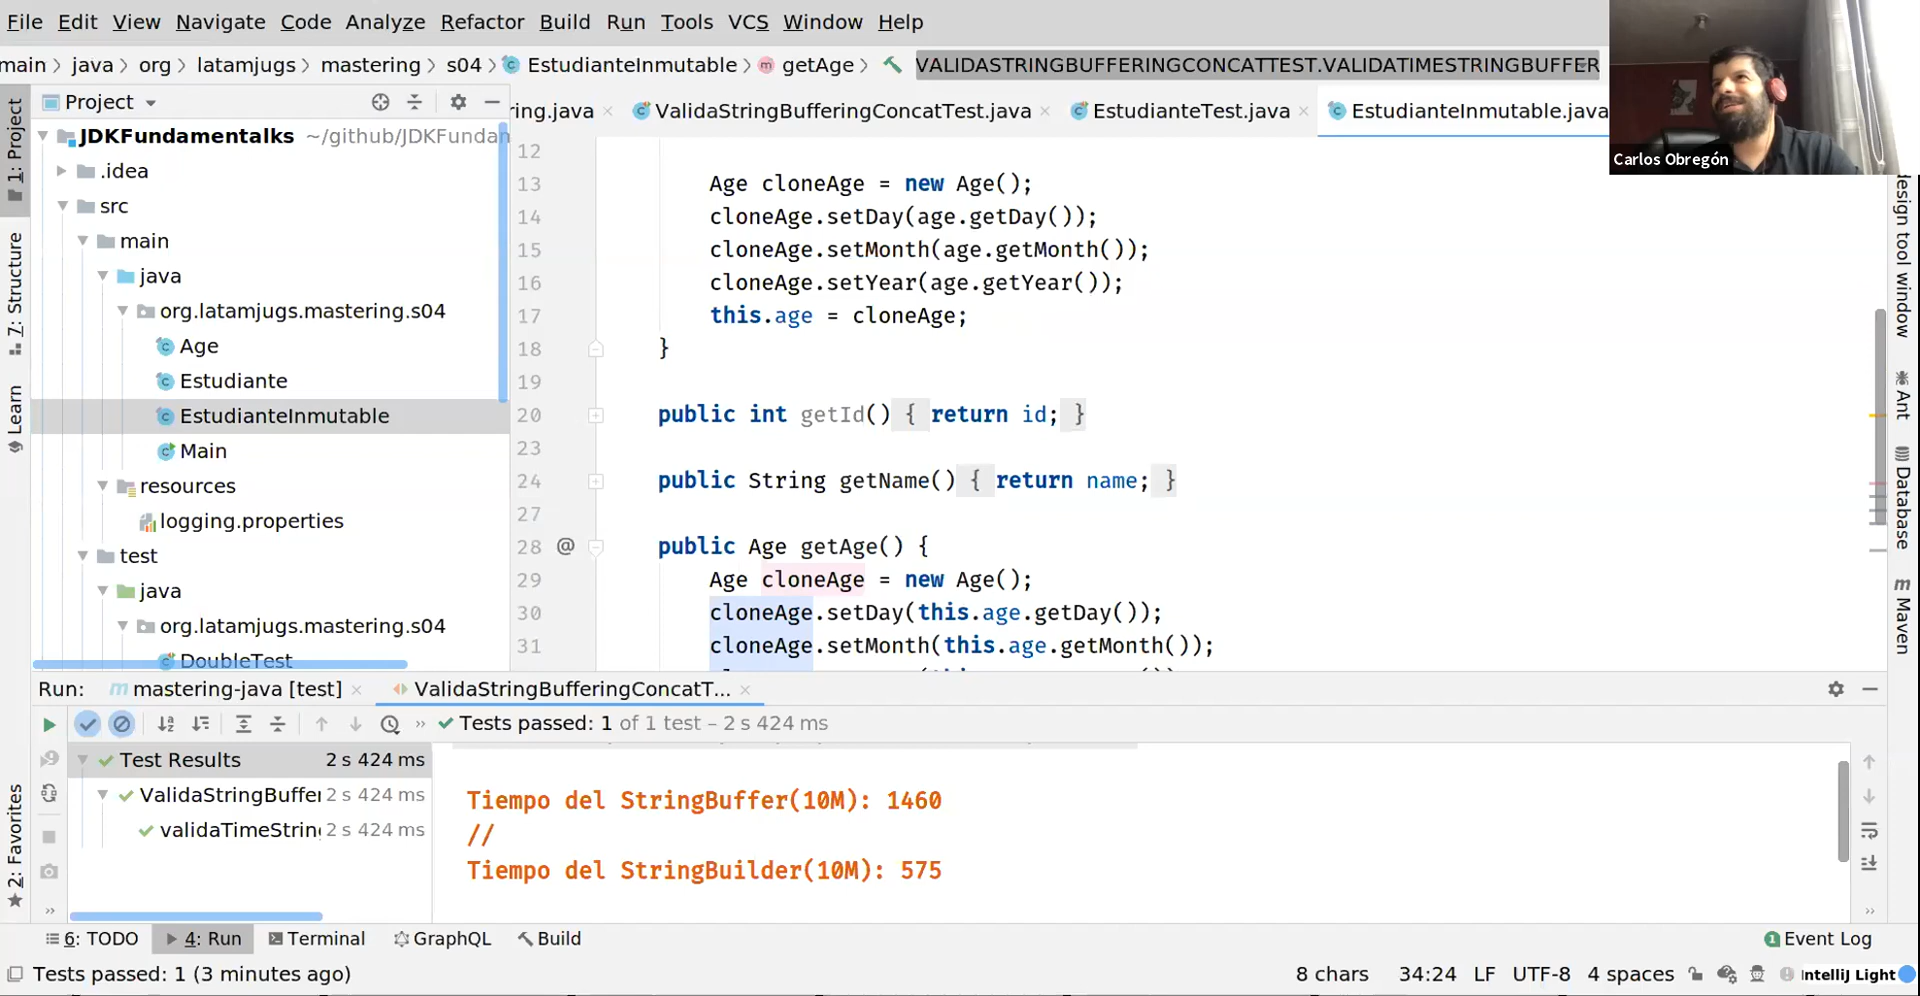 File Edit View Navigate Code Analyze Refactor Build Run Tools VCS Window Help
main java org latamjugs mastering s04 EstudianteInmutable getAge VALIDASTRINGBUFFERINGCONCATTEST.VALIDATIMESTRINGBUFFER
Carlos Obregón
Project
ring.java ValidaStringBufferingConcatTest.java EstudianteTest.java EstudianteInmutable.java
1: Project
7: Structure
Learn
2: Favorites
JDKFundamentalks ~/github/JDKFundam
.idea
src
main
java
org.latamjugs.mastering.s04
Age
Estudiante
EstudianteInmutable
Main
resources
logging.properties
test
java
org.latamjugs.mastering.s04
DoubleTest
12
13 Age cloneAge = new Age();
14 cloneAge.setDay(age.getDay());
15 cloneAge.setMonth(age.getMonth());
16 cloneAge.setYear(age.getYear());
17 this.age = cloneAge;
18 }
19
20 public int getId() { return id; }
23
24 public String getName() { return name; }
27
28 @ public Age getAge() {
29 Age cloneAge = new Age();
30 cloneAge.setDay(this.age.getDay());
31 cloneAge.setMonth(this.age.getMonth());
design tool window
Ant
Database
Maven
Run: mastering-java [test] ValidaStringBufferingConcatT...
Tests passed: 1 of 1 test – 2 s 424 ms
Test Results 2 s 424 ms
ValidaStringBuffer 2 s 424 ms
validaTimeString 2 s 424 ms
Tiempo del StringBuffer(10M): 1460
//
Tiempo del StringBuilder(10M): 575
6: TODO 4: Run Terminal GraphQL Build 1 Event Log
Tests passed: 1 (3 minutes ago) 8 chars 34:24 LF UTF-8 4 spaces IntelliJ Light